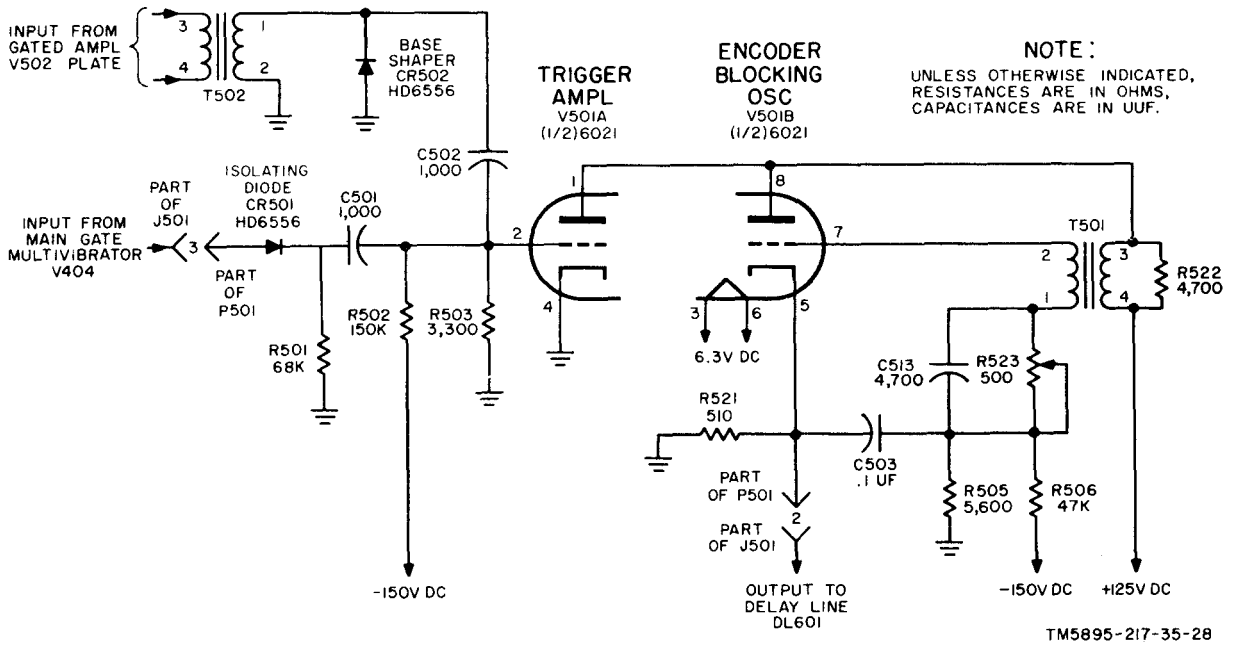 INPUT FROM
GATED AMPL
V502 PLATE
3
4
1
2
T502
BASE
SHAPER
CR502
HD6556
TRIGGER
AMPL
V501A
(1/2)6021
ENCODER
BLOCKING
OSC
V501B
(1/2)6021
NOTE:
UNLESS OTHERWISE INDICATED,
RESISTANCES ARE IN OHMS,
CAPACITANCES ARE IN UUF.
C502
1,000
PART
OF
J501
ISOLATING
DIODE
CR501
HD6556
C501
1,000
INPUT FROM
MAIN GATE
MULTIVIBRATOR
V404
3
PART
OF
P501
R501
68K
R502
150K
R503
3,300
-150V DC
1
2
4
8
7
3
6
5
6.3V DC
T501
2
1
3
4
R522
4,700
C513
4,700
R523
500
R521
510
C503
.1 UF
PART
OF P501
2
PART
OF J501
R505
5,600
R506
47K
OUTPUT TO
DELAY LINE
DL601
-150V DC
+125V DC
TM5895-217-35-28